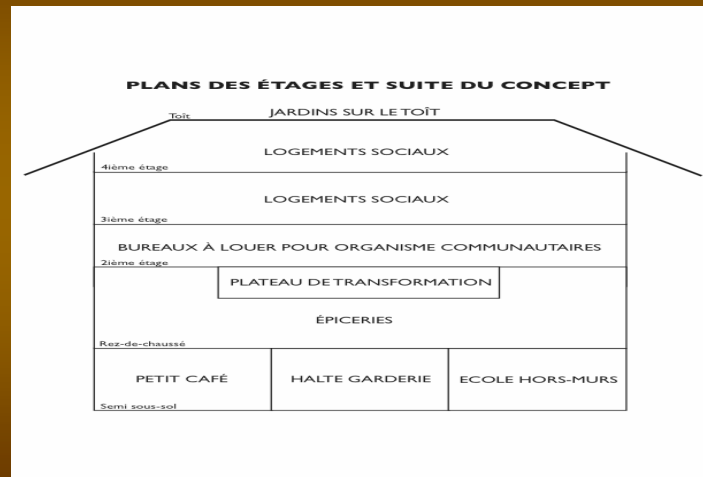 PLANS DES ÉTAGES ET SUITE DU CONCEPT
JARDINS SUR LE TOÎT
Toît
LOGEMENTS SOCIAUX
4ième étage
LOGEMENTS SOCIAUX
3ième étage
BUREAUX À LOUER POUR ORGANISME COMMUNAUTAIRES
2ième étage
PLATEAU DE TRANSFORMATION
ÉPICERIES
Rez-de-chaussé
PETIT CAFÉ
HALTE GARDERIE
ECOLE HORS-MURS
Semi sous-sol